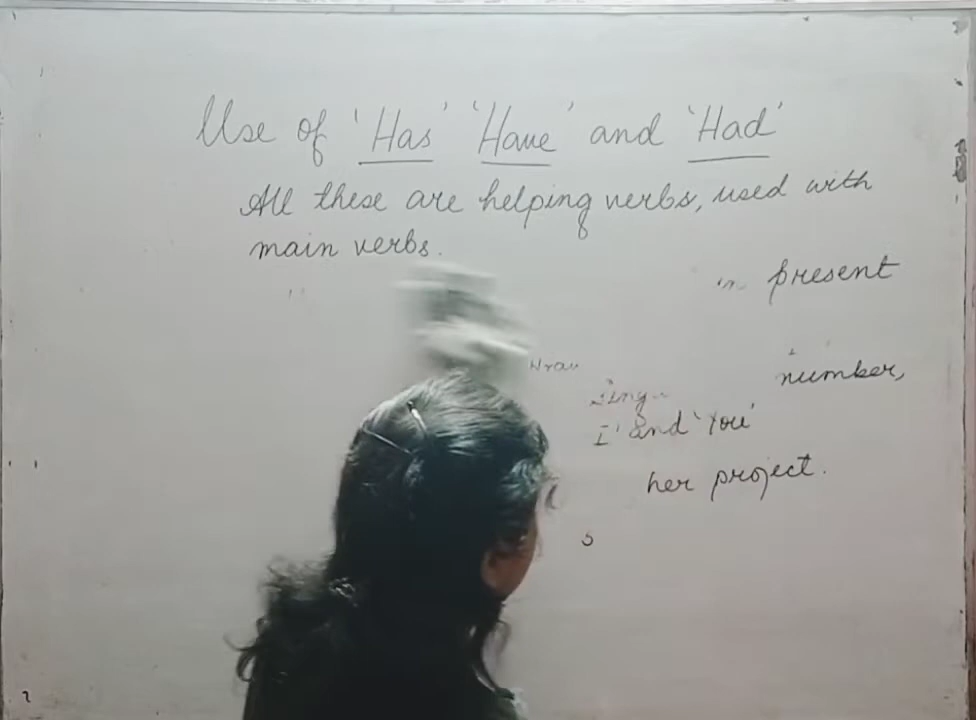 Use of 'Has' 'Have' and 'Had'
All these are helping verbs, used with
main verbs.
in present
number,
I' and 'You'
her project.